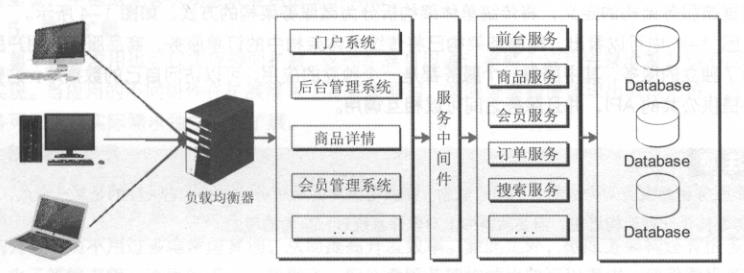 门户系统
后台管理系统
商品详情
会员管理系统
....
负载均衡器
服务中间件
前台服务
商品服务
会员服务
订单服务
搜索服务
....
Database
Database
Database